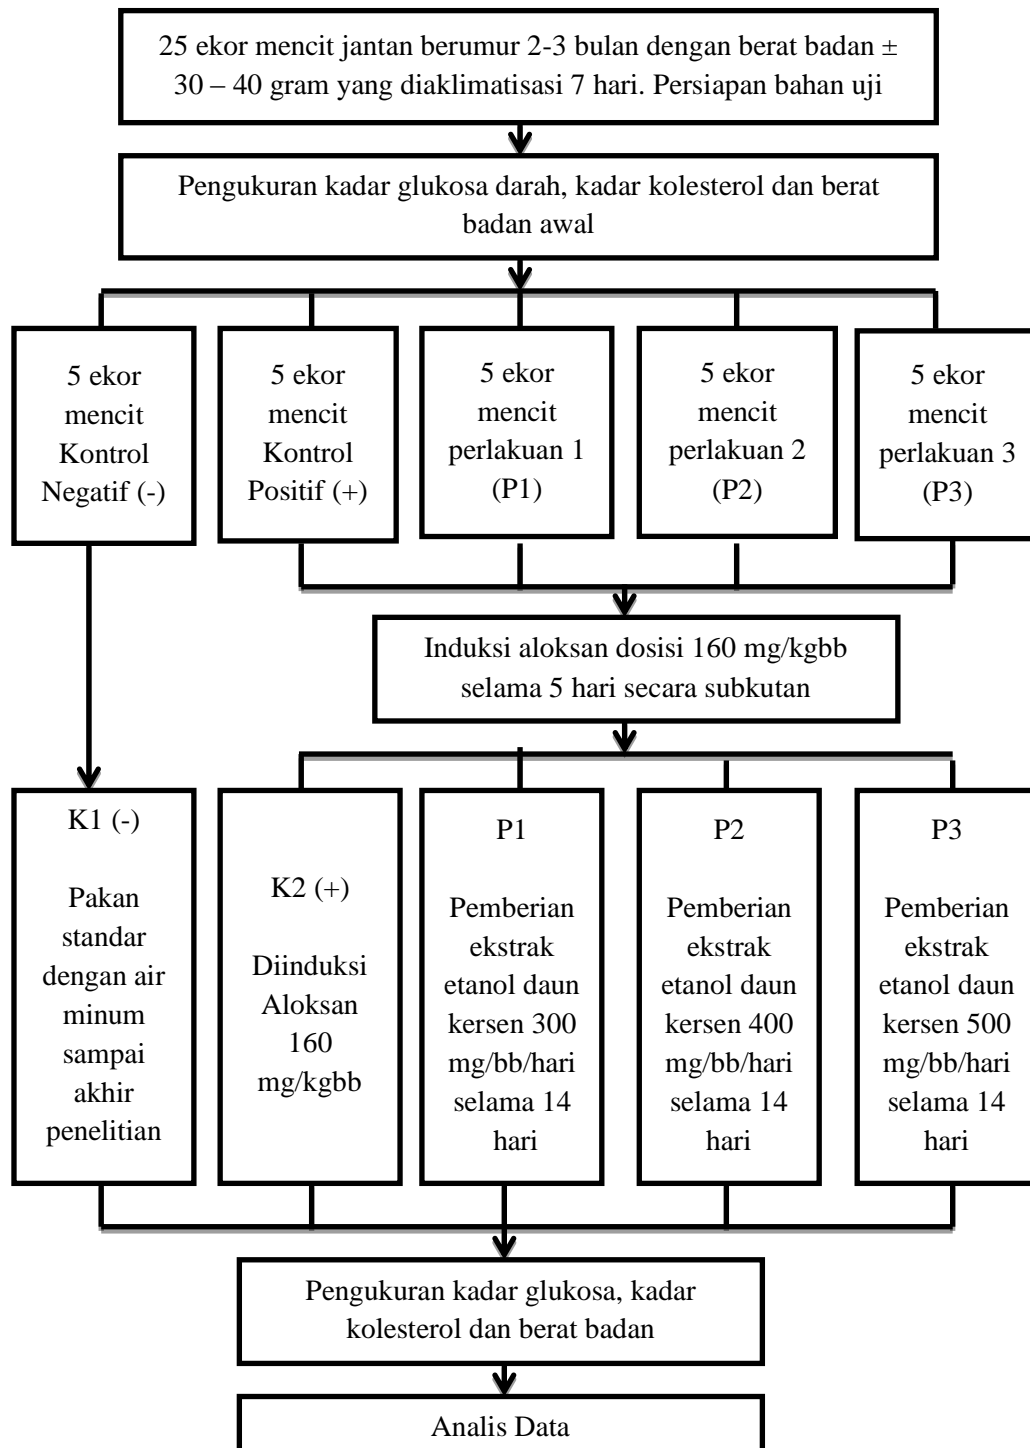 25 ekor mencit jantan berumur 2-3 bulan dengan berat badan ±
30 – 40 gram yang diaklimatisasi 7 hari. Persiapan bahan uji
Pengukuran kadar glukosa darah, kadar kolesterol dan berat
badan awal
5 ekor
mencit
Kontrol
Negatif (-)
5 ekor
mencit
Kontrol
Positif (+)
5 ekor
mencit
perlakuan 1
(P1)
5 ekor
mencit
perlakuan 2
(P2)
5 ekor
mencit
perlakuan 3
(P3)
Induksi aloksan dosisi 160 mg/kgbb
selama 5 hari secara subkutan
K1 (-)
Pakan
standar
dengan air
minum
sampai
akhir
penelitian
K2 (+)
Diinduksi
Aloksan
160
mg/kgbb
P1
Pemberian
ekstrak
etanol daun
kersen 300
mg/bb/hari
selama 14
hari
P2
Pemberian
ekstrak
etanol daun
kersen 400
mg/bb/hari
selama 14
hari
P3
Pemberian
ekstrak
etanol daun
kersen 500
mg/bb/hari
selama 14
hari
Pengukuran kadar glukosa, kadar
kolesterol dan berat badan
Analis Data